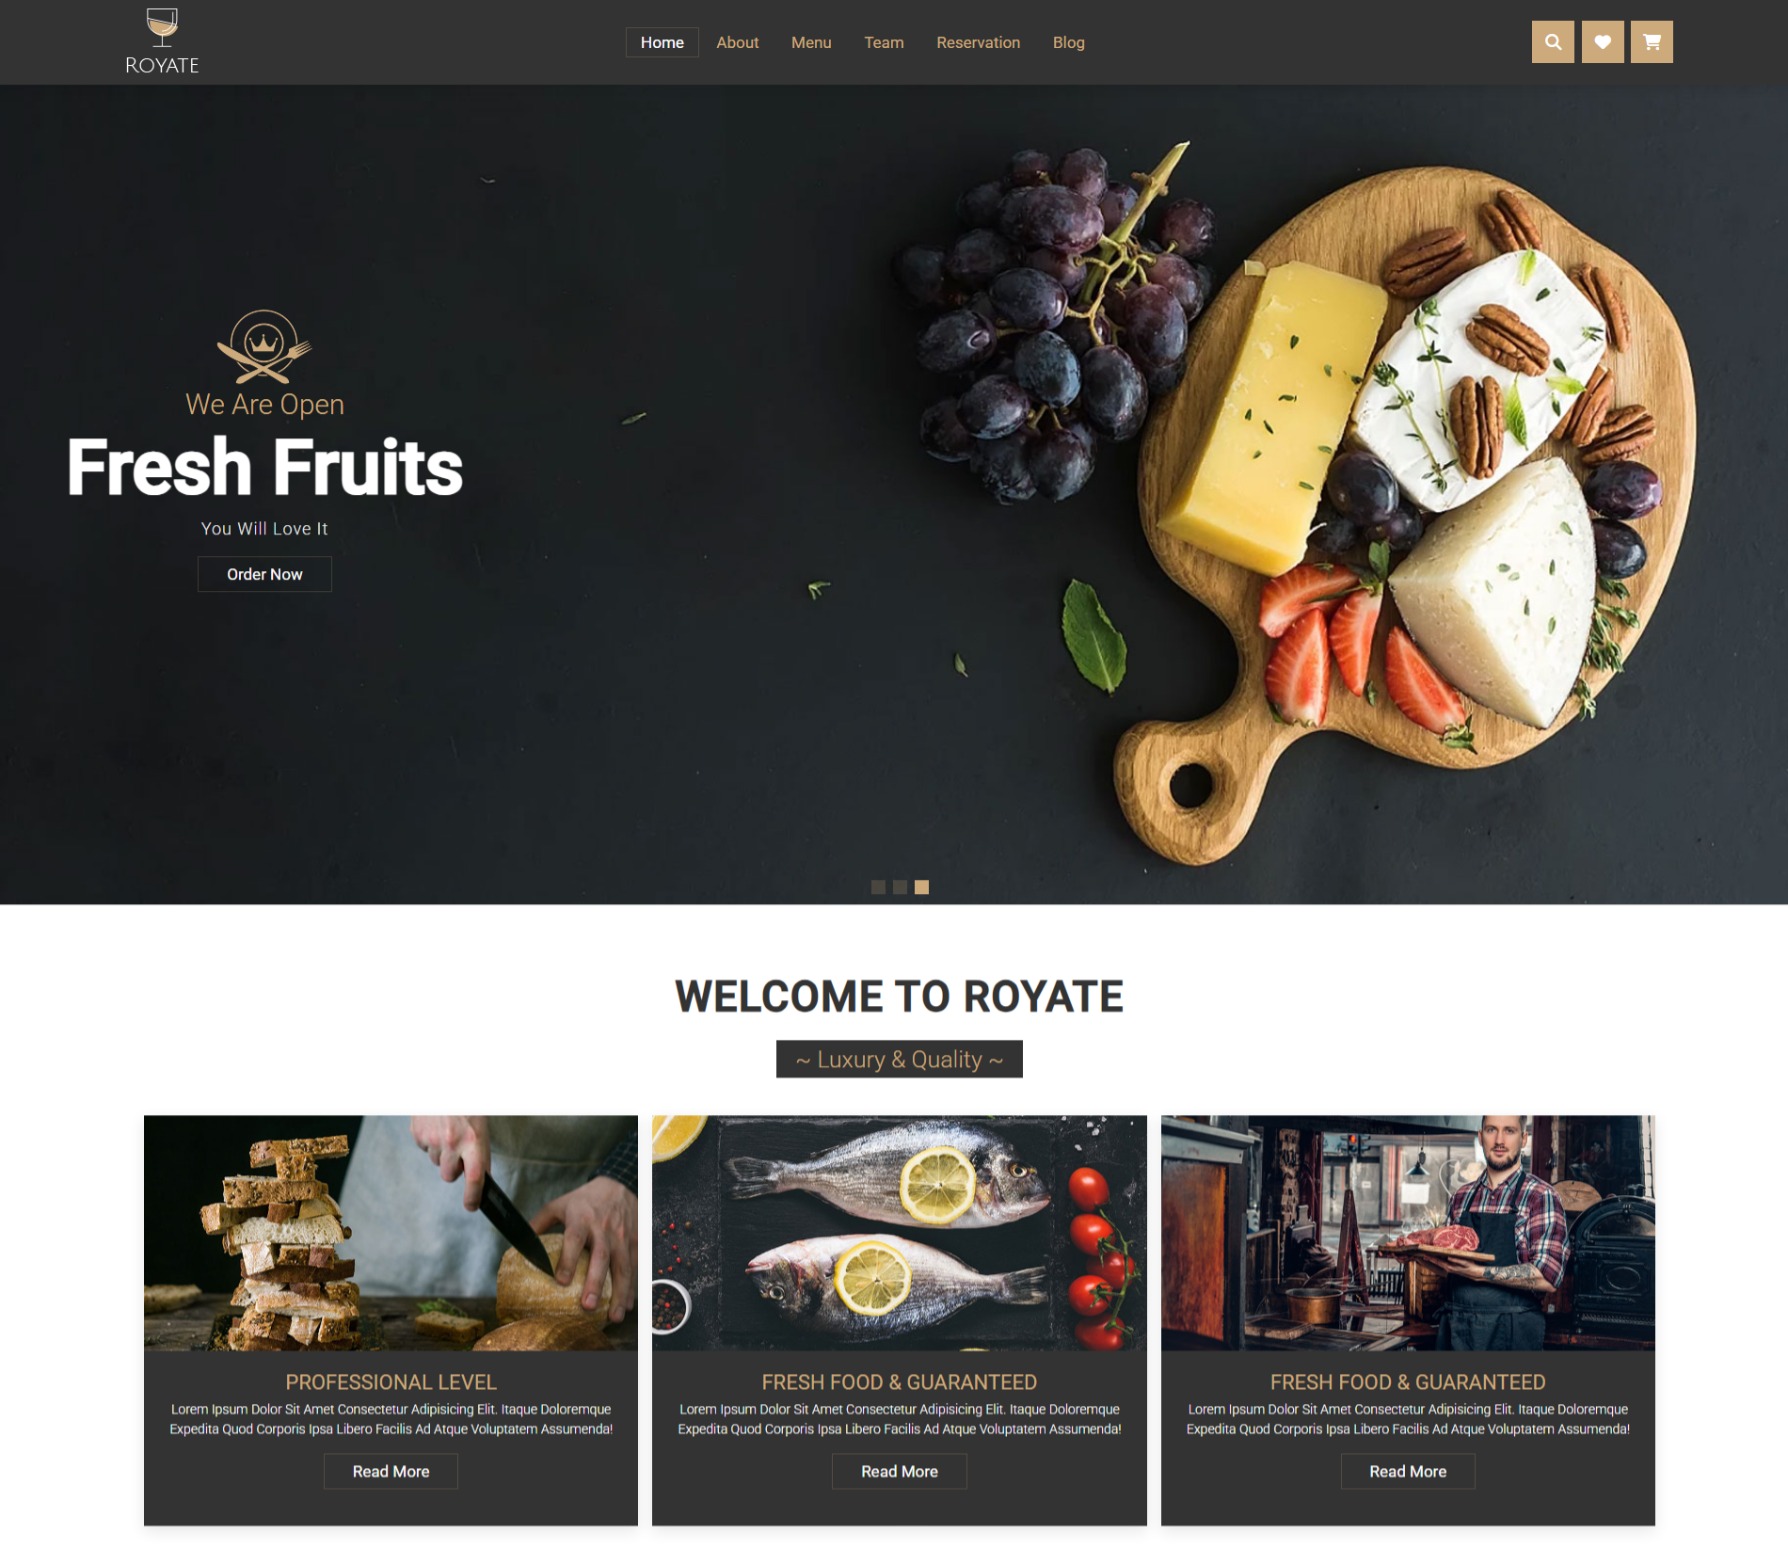 ROYATE
Home About Menu Team Reservation Blog
We Are Open
Fresh Fruits
You Will Love It
Order Now
WELCOME TO ROYATE
~ Luxury & Quality ~
PROFESSIONAL LEVEL
Lorem Ipsum Dolor Sit Amet Consectetur Adipisicing Elit. Itaque Doloremque
Expedita Quod Corporis Ipsa Libero Facilis Ad Atque Voluptatem Assumenda!
Read More
FRESH FOOD & GUARANTEED
Lorem Ipsum Dolor Sit Amet Consectetur Adipisicing Elit. Itaque Doloremque
Expedita Quod Corporis Ipsa Libero Facilis Ad Atque Voluptatem Assumenda!
Read More
FRESH FOOD & GUARANTEED
Lorem Ipsum Dolor Sit Amet Consectetur Adipisicing Elit. Itaque Doloremque
Expedita Quod Corporis Ipsa Libero Facilis Ad Atque Voluptatem Assumenda!
Read More